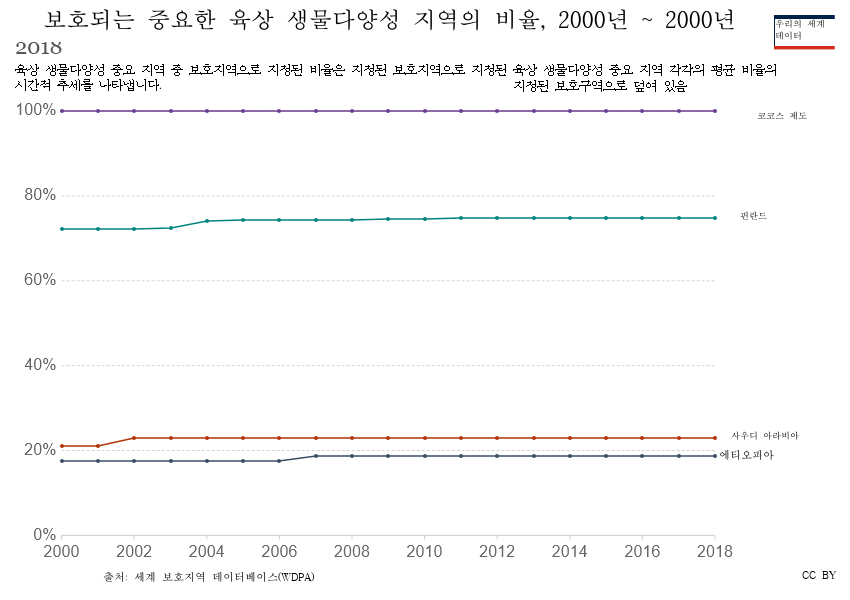 보호되는 중요한 육상 생물다양성 지역의 비율, 2000년 ~ 2000년
2018
우리의 세계
데이터
육상 생물다양성 중요 지역 중 보호지역으로 지정된 비율은 지정된 보호지역으로 지정된 육상 생물다양성 중요 지역 각각의 평균 비율의
시간적 추세를 나타냅니다. 지정된 보호구역으로 덮여 있음
100%
코코스 제도
80%
핀란드
60%
40%
사우디 아라비아
20%
에티오피아
0%
2000 2002 2004 2006 2008 2010 2012 2014 2016 2018
출처: 세계 보호지역 데이터베이스(WDPA)
CC BY